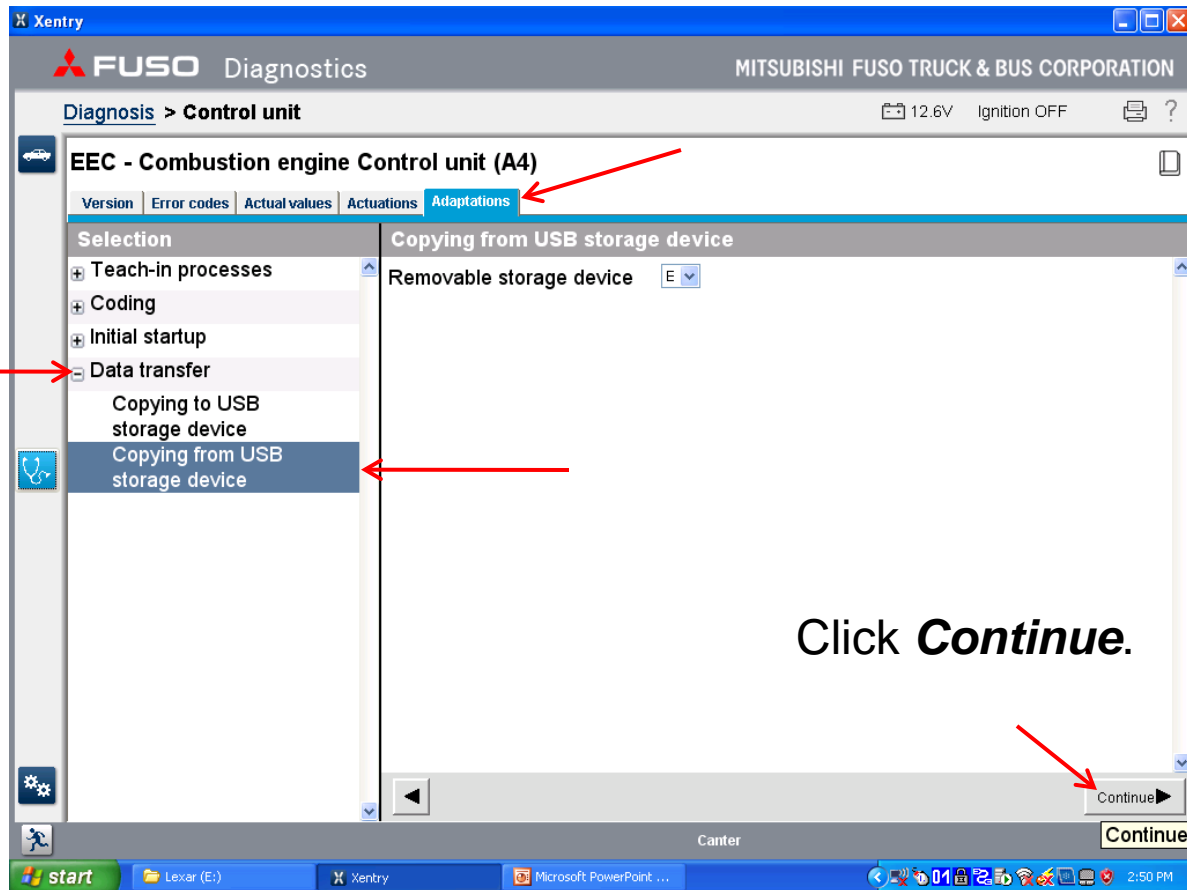 Xentry
FUSO Diagnostics MITSUBISHI FUSO TRUCK & BUS CORPORATION
Diagnosis > Control unit 12.6V Ignition OFF ?
EEC - Combustion engine Control unit (A4)
Version Error codes Actual values Actuations Adaptations
Selection Copying from USB storage device
Teach-in processes Removable storage device E
Coding
Initial startup
Data transfer
Copying to USB
storage device
Copying from USB
storage device
Click Continue.
Continue
Canter
Continue
start Lexar (E:) X Xentry Microsoft PowerPoint ... 01 2:50 PM